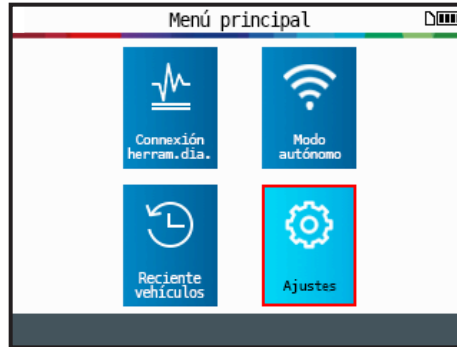 Menú principal
Connexión
herram.dia.
Modo
autónomo
Reciente
vehículos
Ajustes